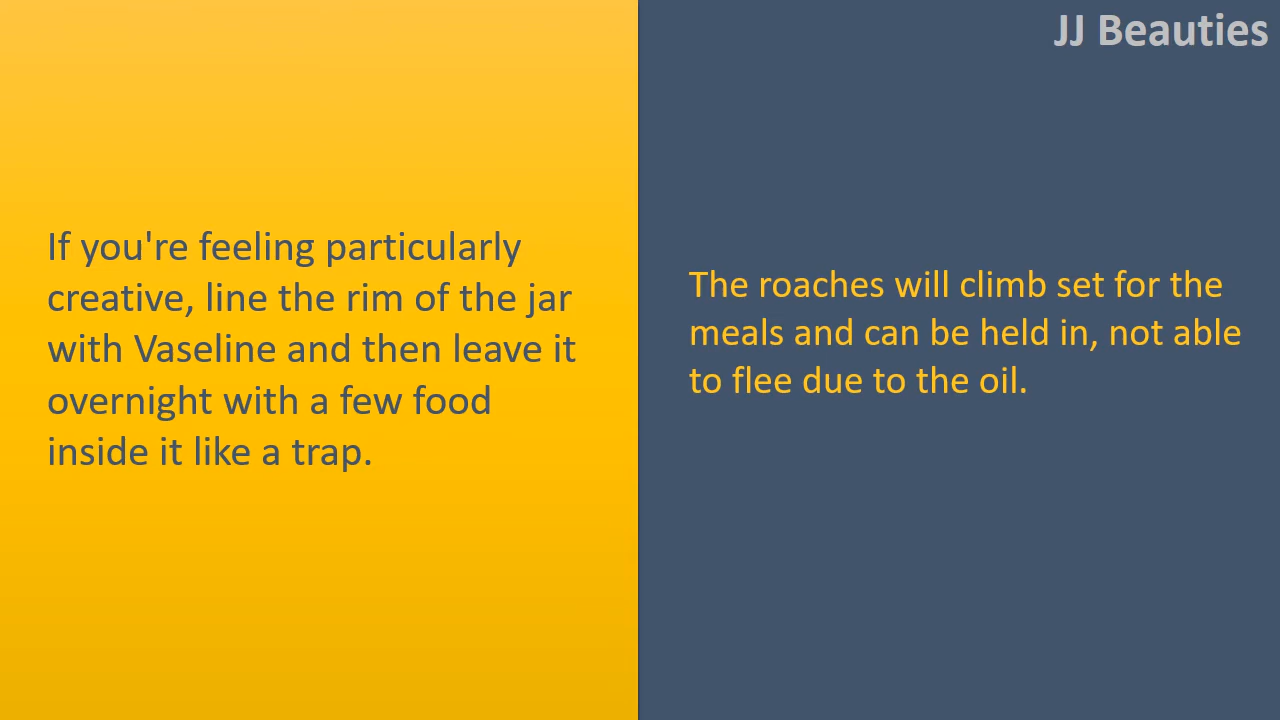 JJ Beauties
If you're feeling particularly
creative, line the rim of the jar
with Vaseline and then leave it
overnight with a few food
inside it like a trap.
The roaches will climb set for the
meals and can be held in, not able
to flee due to the oil.